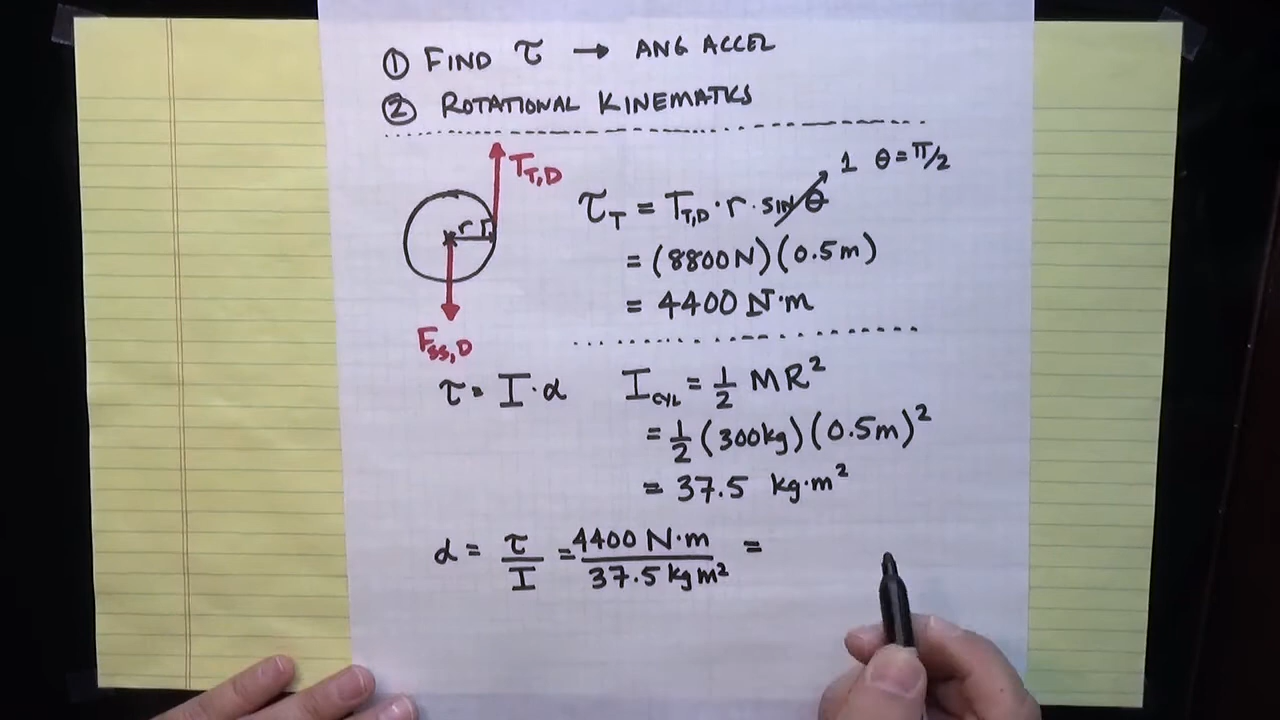 ① FIND τ → ANG ACCEL
② ROTATIONAL KINEMATICS
T_T,D
r
F_SS,D
τ_T = T_T,D · r · SIN θ 1 θ = π/2
= (8800 N)(0.5 m)
= 4400 N·m
τ = I · α
I_CYL = 1/2 MR²
= 1/2 (300 kg)(0.5 m)²
= 37.5 kg·m²
α = τ/I = 4400 N·m / 37.5 kg m² =